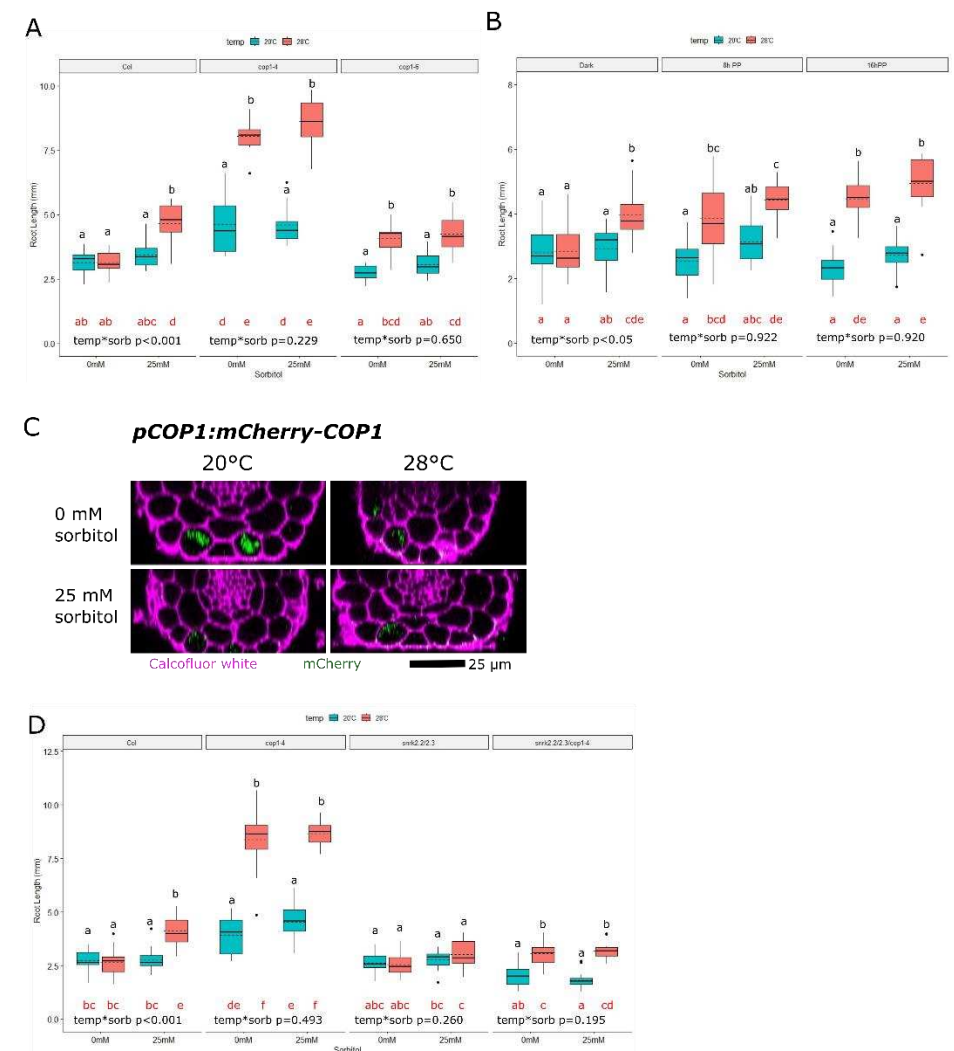 A
temp 20°C 28°C
Col cop1-4 cop1-6
Root Length (mm)
10.0
7.5
5.0
2.5
0.0
a a a b
a b a b
a b a b
ab ab abc d
d e d e
a bcd ab cd
temp*sorb p<0.001 temp*sorb p=0.229 temp*sorb p=0.650
0mM 25mM 0mM 25mM 0mM 25mM
Sorbitol
B
temp 20°C 28°C
Dark 8h PP 16hPP
Root Length (mm)
8
6
4
2
0
a a a b
a bc ab c
a b a b
a a ab cde
a bcd abc de
a de a e
temp*sorb p<0.05 temp*sorb p=0.922 temp*sorb p=0.920
0mM 25mM 0mM 25mM 0mM 25mM
Sorbitol
C
pCOP1:mCherry-COP1
20°C 28°C
0 mM
sorbitol
25 mM
sorbitol
Calcofluor white mCherry 25 µm
D
temp 20°C 28°C
Col cop1-4 snrk2.2/2.3 snrk2.2/2.3/cop1-4
Root Length (mm)
12.5
10.0
7.5
5.0
2.5
0.0
a a a b
a b a b
a a a a
a b a b
bc bc bc e
de f e f
abc abc bc c
ab c a cd
temp*sorb p<0.001 temp*sorb p=0.493 temp*sorb p=0.260 temp*sorb p=0.195
0mM 25mM 0mM 25mM 0mM 25mM 0mM 25mM
Sorbitol